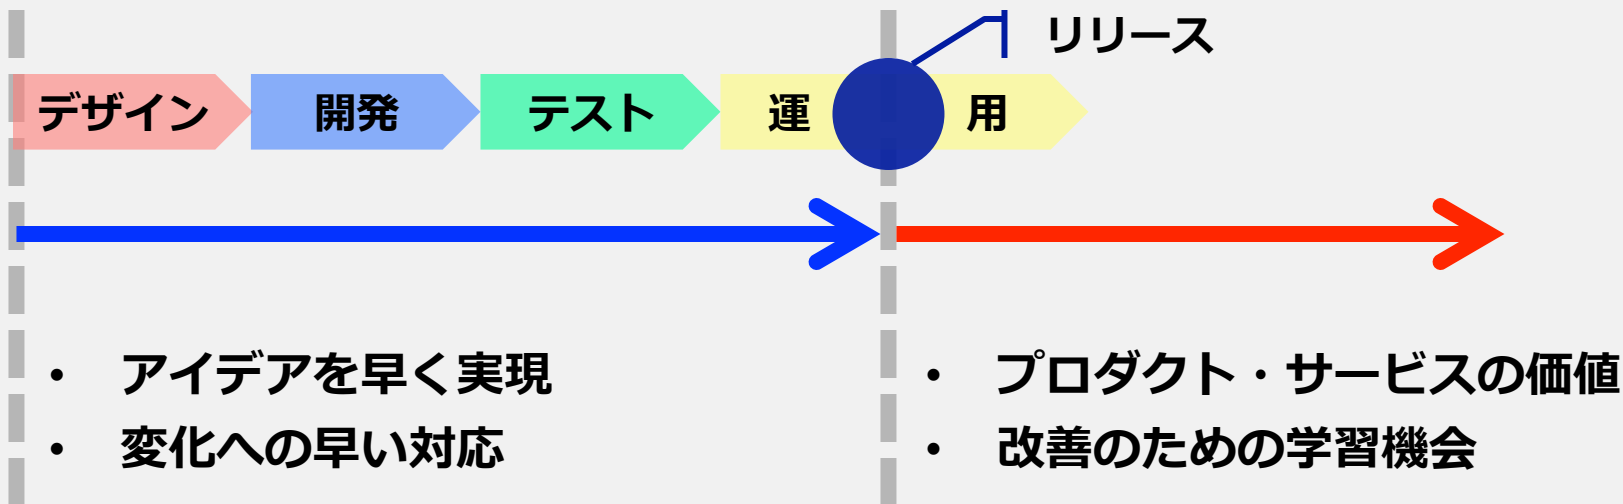 リリース
デザイン 開発 テスト 運 用
• アイデアを早く実現
• 変化への早い対応
• プロダクト・サービスの価値
• 改善のための学習機会